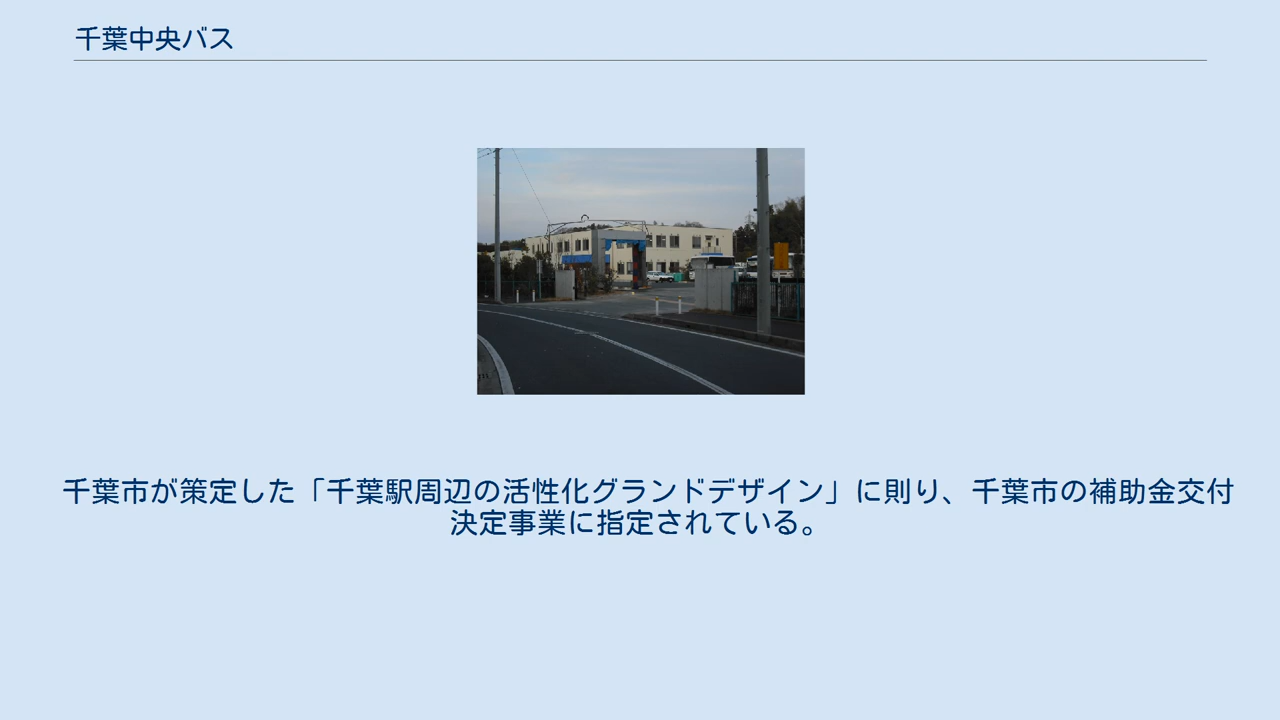 千葉中央バス
千葉市が策定した「千葉駅周辺の活性化グランドデザイン」に則り、千葉市の補助金交付
決定事業に指定されている。